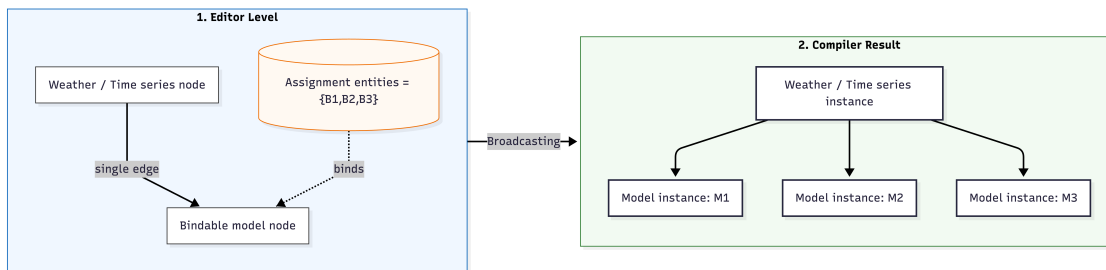 1. Editor Level
Weather / Time series node
Assignment entities =
{B1,B2,B3}
single edge
binds
Bindable model node
Broadcasting
2. Compiler Result
Weather / Time series
instance
Model instance: M1
Model instance: M2
Model instance: M3